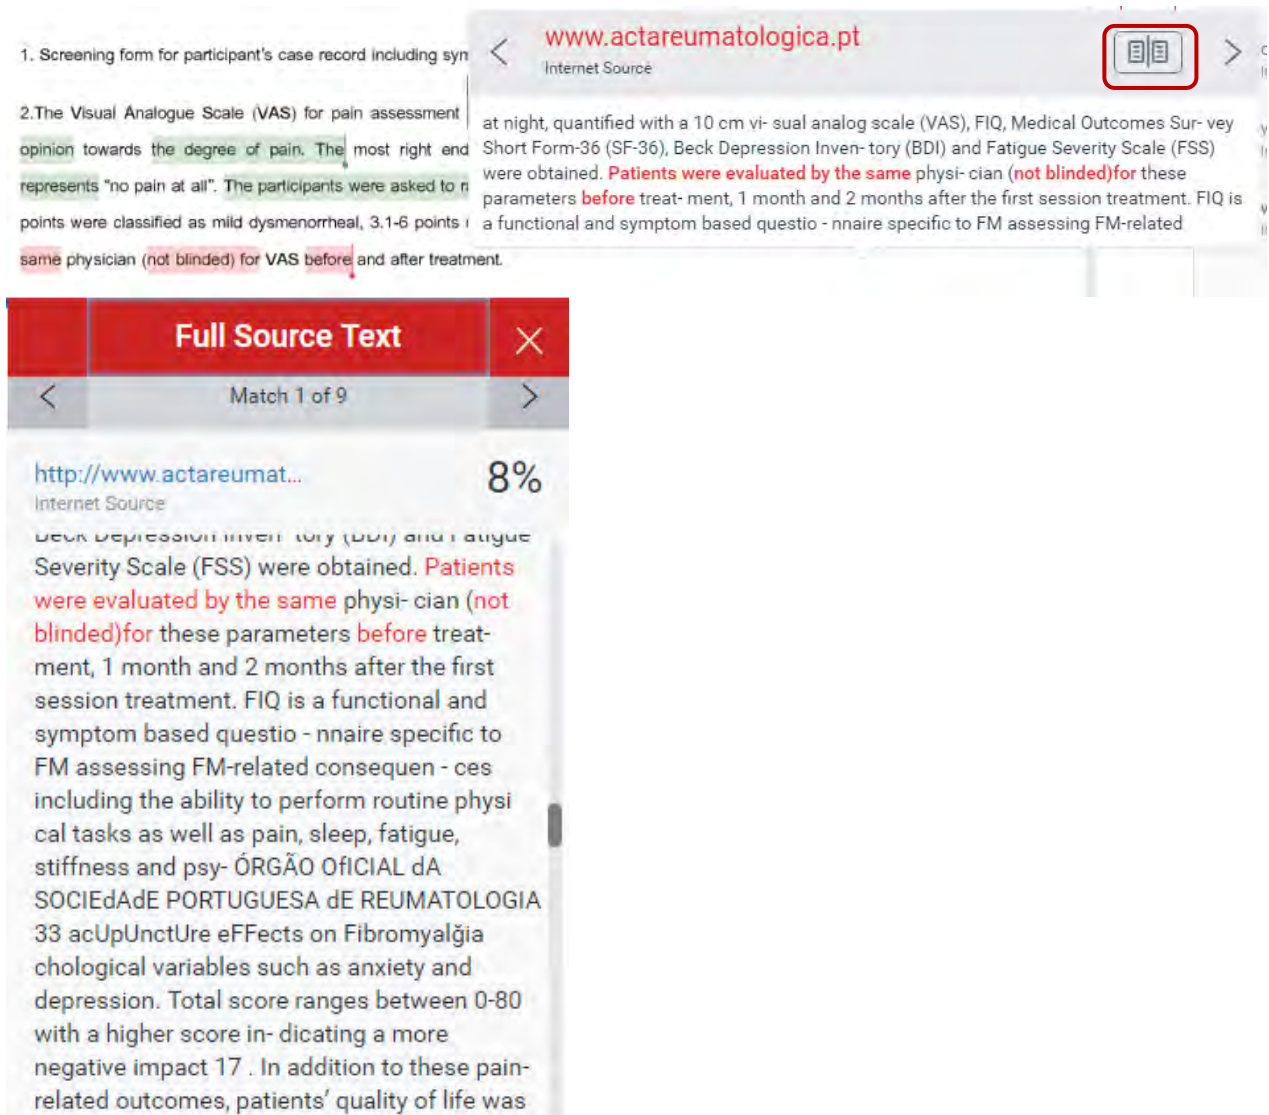 1. Screening form for participant's case record including syn
2.The Visual Analogue Scale (VAS) for pain assessment
opinion towards the degree of pain. The most right end
represents "no pain at all". The participants were asked to r
points were classified as mild dysmenorrheal, 3.1-6 points
same physician (not blinded) for VAS before and after treatment.
www.actareumatologica.pt
Internet Source
at night, quantified with a 10 cm vi- sual analog scale (VAS), FIQ, Medical Outcomes Sur- vey
Short Form-36 (SF-36), Beck Depression Inven- tory (BDI) and Fatigue Severity Scale (FSS)
were obtained. Patients were evaluated by the same physi- cian (not blinded)for these
parameters before treat- ment, 1 month and 2 months after the first session treatment. FIQ is
a functional and symptom based questio - nnaire specific to FM assessing FM-related
Full Source Text
Match 1 of 9
http://www.actareumat...
8%
Internet Source
Beck Depression Inven- tory (BDI) and Fatigue
Severity Scale (FSS) were obtained. Patients
were evaluated by the same physi- cian (not
blinded)for these parameters before treat-
ment, 1 month and 2 months after the first
session treatment. FIQ is a functional and
symptom based questio - nnaire specific to
FM assessing FM-related consequen - ces
including the ability to perform routine physi
cal tasks as well as pain, sleep, fatigue,
stiffness and psy- ÓRGÃO OfICIAL dA
SOCIEdAdE PORTUGUESA dE REUMATOLOGIA
33 acUpUnctUre eFFects on Fibromyalğia
chological variables such as anxiety and
depression. Total score ranges between 0-80
with a higher score in- dicating a more
negative impact 17 . In addition to these pain-
related outcomes, patients' quality of life was